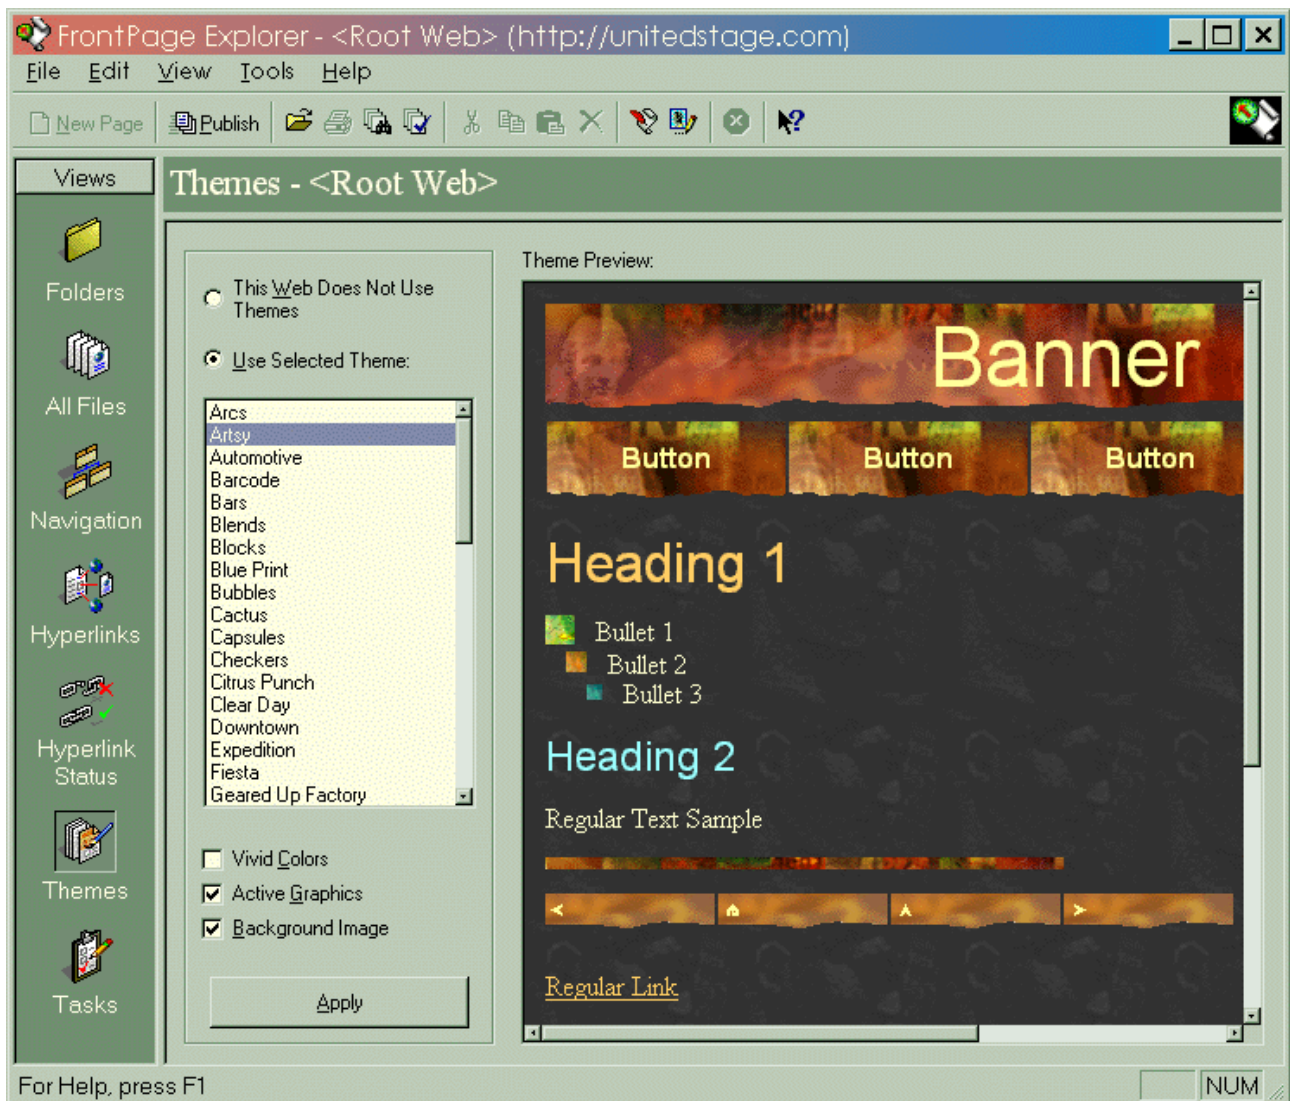 FrontPage Explorer - <Root Web> (http://unitedstage.com)
File Edit View Tools Help
New Page Publish
Views
Themes - <Root Web>
Folders
All Files
Navigation
Hyperlinks
Hyperlink
Status
Themes
Tasks
This Web Does Not Use
Themes
Use Selected Theme:
Arcs
Artsy
Automotive
Barcode
Bars
Blends
Blocks
Blue Print
Bubbles
Cactus
Capsules
Checkers
Citrus Punch
Clear Day
Downtown
Expedition
Fiesta
Geared Up Factory
Vivid Colors
Active Graphics
Background Image
Apply
Theme Preview:
Banner
Button Button Button
Heading 1
Bullet 1
Bullet 2
Bullet 3
Heading 2
Regular Text Sample
Regular Link
For Help, press F1
NUM